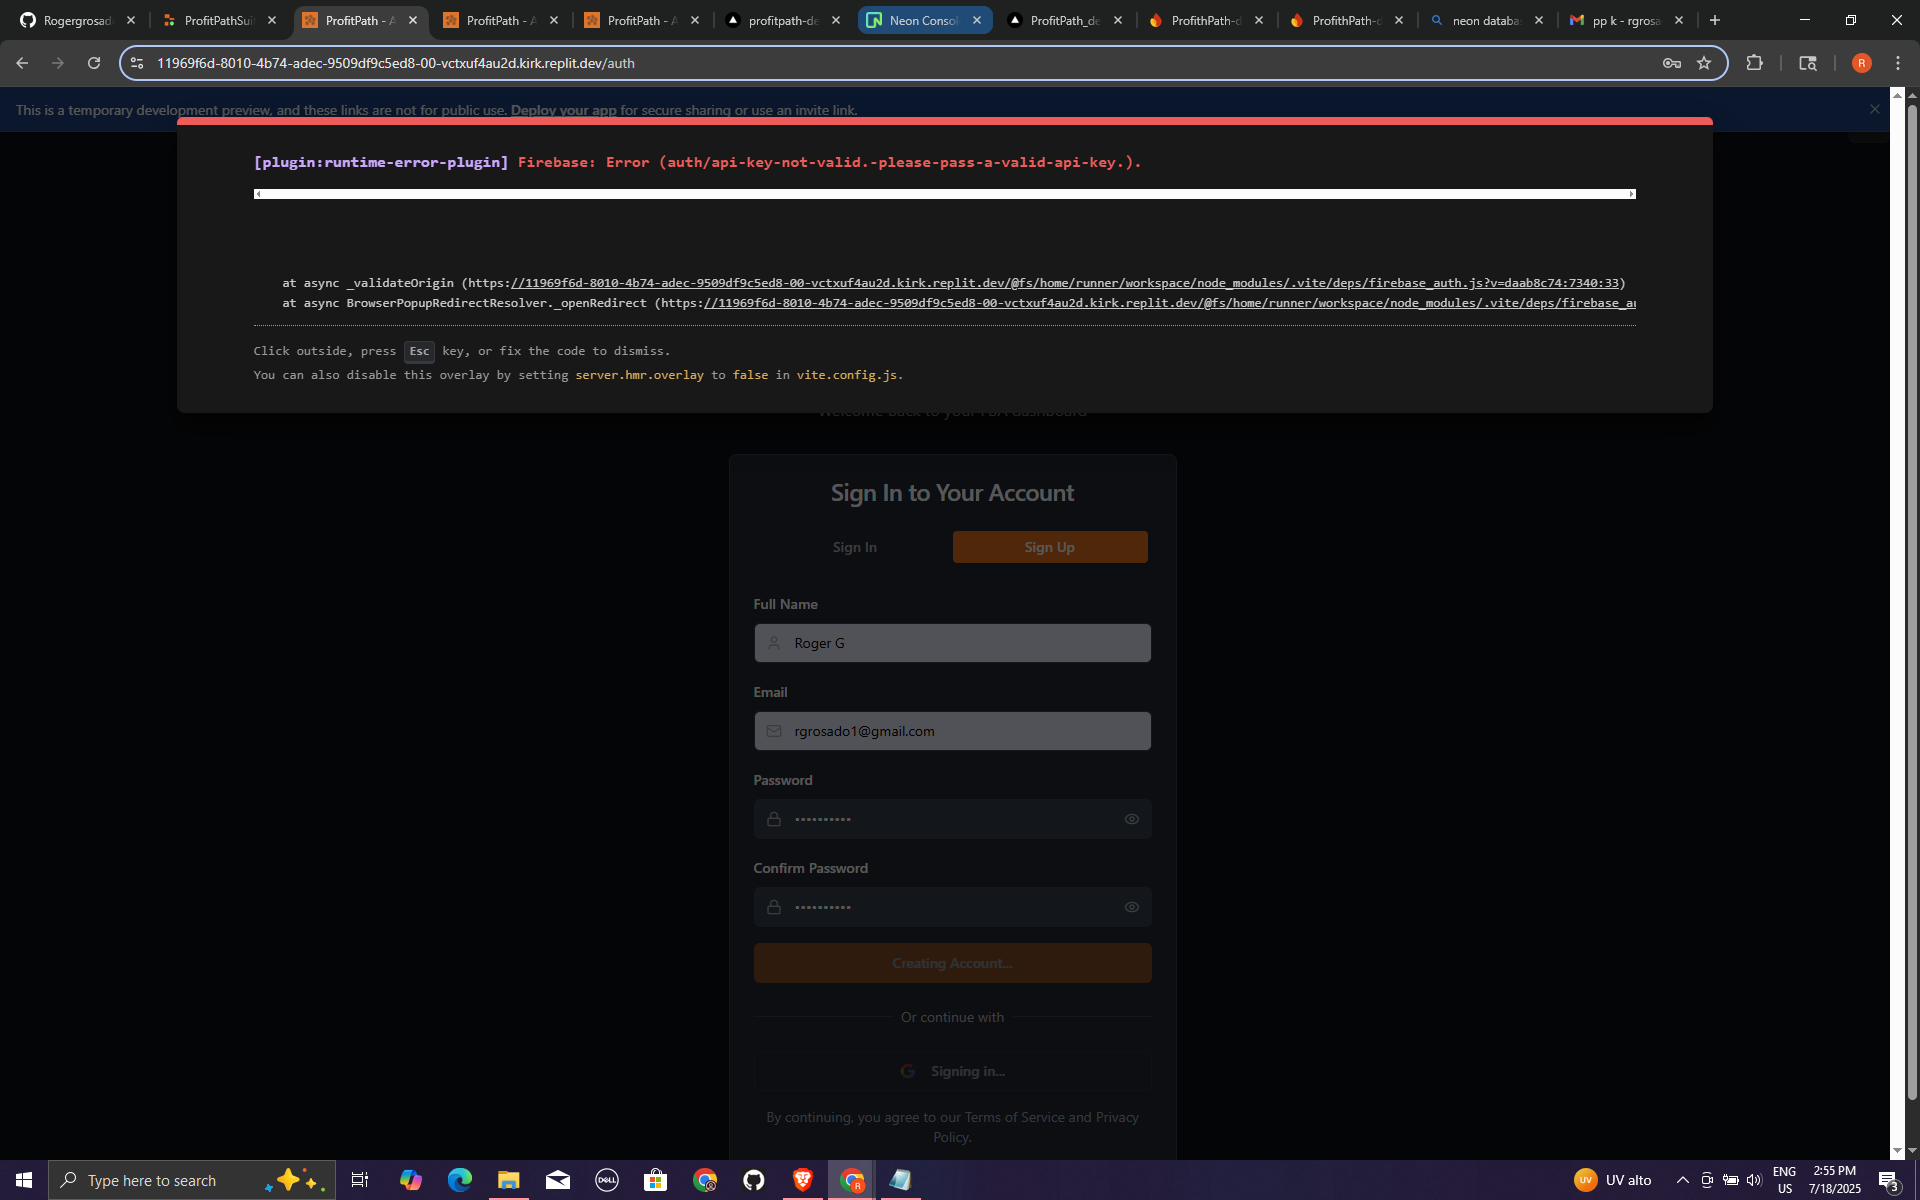 Rogergrosad
ProfitPathSui
ProfitPath - A
ProfitPath - A
ProfitPath - A
profitpath-de
Neon Consol
ProfitPath_de
ProfithPath-d
ProfithPath-d
neon databa
pp k - rgrosa
11969f6d-8010-4b74-adec-9509df9c5ed8-00-vctxuf4au2d.kirk.replit.dev/auth
R
This is a temporary development preview, and these links are not for public use. Deploy your app for secure sharing or use an invite link.
[plugin:runtime-error-plugin] Firebase: Error (auth/api-key-not-valid.-please-pass-a-valid-api-key.).
at async _validateOrigin (https://11969f6d-8010-4b74-adec-9509df9c5ed8-00-vctxuf4au2d.kirk.replit.dev/@fs/home/runner/workspace/node_modules/.vite/deps/firebase_auth.js?v=daab8c74:7340:33)
at async BrowserPopupRedirectResolver._openRedirect (https://11969f6d-8010-4b74-adec-9509df9c5ed8-00-vctxuf4au2d.kirk.replit.dev/@fs/home/runner/workspace/node_modules/.vite/deps/firebase_au
Click outside, press Esc key, or fix the code to dismiss.
You can also disable this overlay by setting server.hmr.overlay to false in vite.config.js.
Welcome back to your FBA dashboard
Sign In to Your Account
Sign In
Sign Up
Full Name
Roger G
Email
rgrosado1@gmail.com
Password
••••••••••
Confirm Password
••••••••••
Creating Account...
Or continue with
G Signing in...
By continuing, you agree to our Terms of Service and Privacy
Policy.
Type here to search
DELL
R
UV
UV alto
ENG
US
2:55 PM
7/18/2025
3